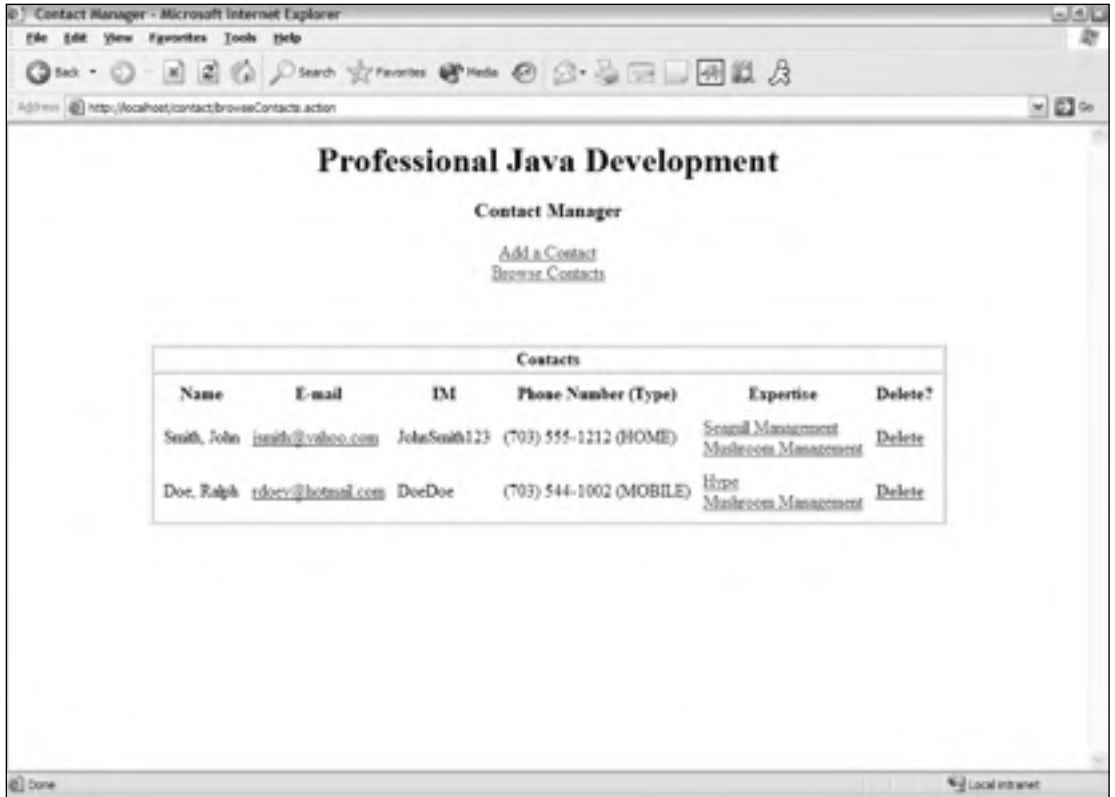 Contact Manager - Microsoft Internet Explorer
File Edit View Favorites Tools Help
Back Search Favorites Media
Address http://localhost/contact/browseContacts.action Go
Professional Java Development
Contact Manager
Add a Contact
Browse Contacts
Contacts
Name E-mail IM Phone Number (Type) Expertise Delete?
Smith, John jsmith@yahoo.com JohnSmith123 (703) 555-1212 (HOME) Seagull Management
Mushroom Management Delete
Doe, Ralph rdoev@hotmail.com DoeDoe (703) 544-1002 (MOBILE) Hype
Mushroom Management Delete
Done Local intranet